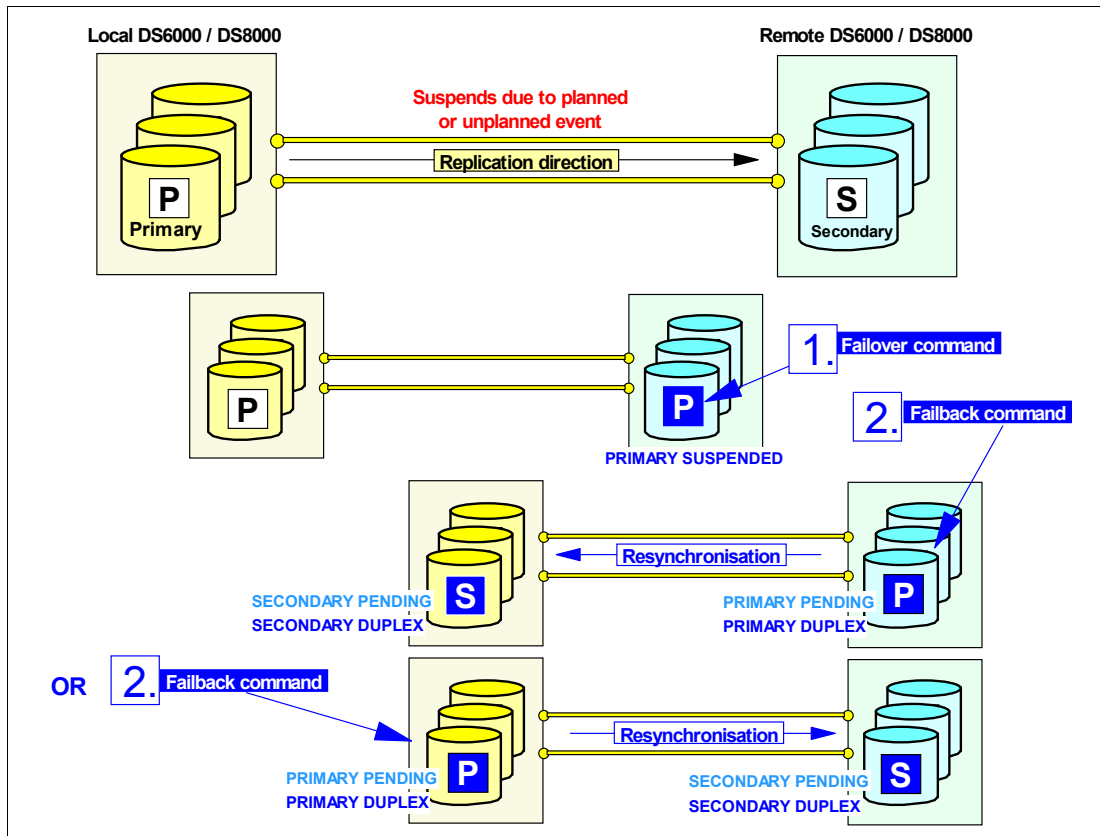 Local DS6000 / DS8000
Remote DS6000 / DS8000
Suspends due to planned
or unplanned event
Replication direction
P
Primary
S
Secondary
1. Failover command
P
P
PRIMARY SUSPENDED
2. Failback command
Resynchronisation
S
P
SECONDARY PENDING
SECONDARY DUPLEX
PRIMARY PENDING
PRIMARY DUPLEX
OR
2. Failback command
Resynchronisation
P
S
PRIMARY PENDING
PRIMARY DUPLEX
SECONDARY PENDING
SECONDARY DUPLEX